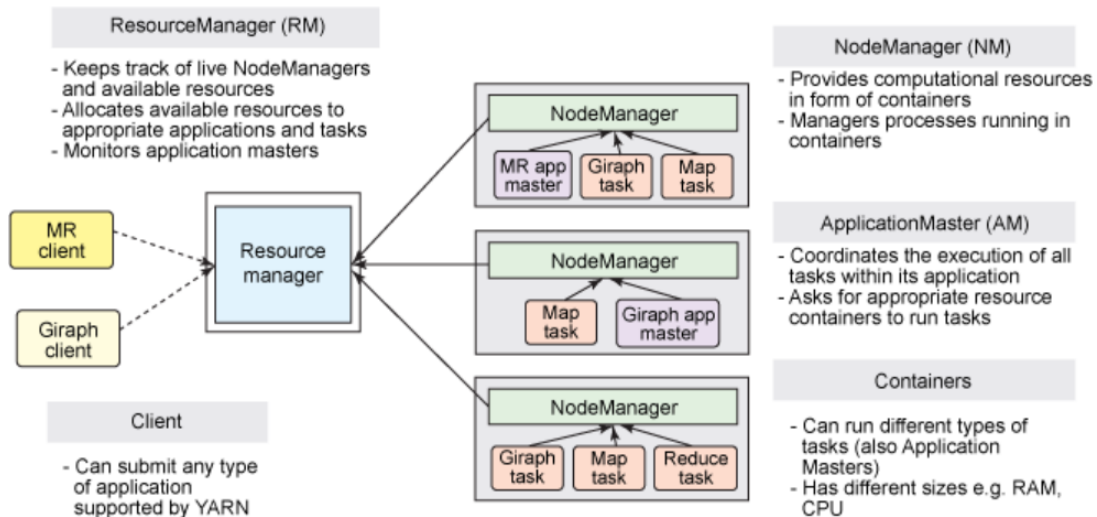 ResourceManager (RM)
- Keeps track of live NodeManagers
and available resources
- Allocates available resources to
appropriate applications and tasks
- Monitors application masters
MR
client
Giraph
client
Resource
manager
Client
- Can submit any type
of application
supported by YARN
NodeManager
MR app
master
Giraph
task
Map
task
NodeManager
Map
task
Giraph app
master
NodeManager
Giraph
task
Map
task
Reduce
task
NodeManager (NM)
- Provides computational resources
in form of containers
- Managers processes running in
containers
ApplicationMaster (AM)
- Coordinates the execution of all
tasks within its application
- Asks for appropriate resource
containers to run tasks
Containers
- Can run different types of
tasks (also Application
Masters)
- Has different sizes e.g. RAM,
CPU